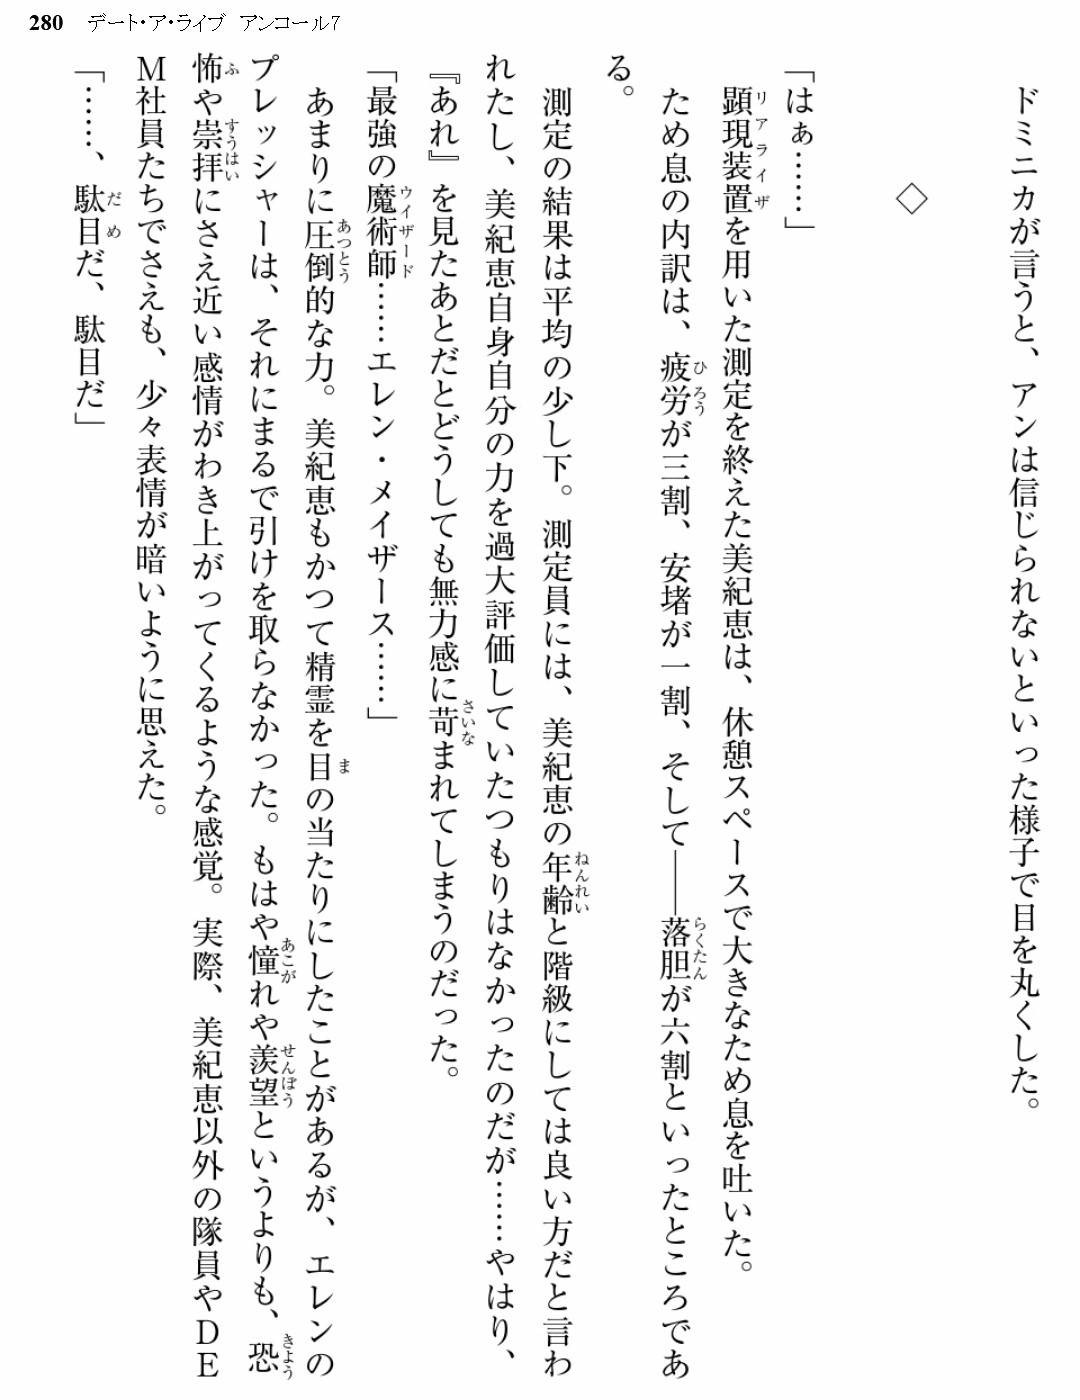 280 デート・ア・ライブ アンコール7
ドミニカが言うと、アンは信じられないといった様子で目を丸くした。
◇
「はぁ……」
顕現装置を用いた測定を終えた美紀恵は、休憩スペースで大きなため息を吐いた。
ため息の内訳は、疲労が三割、安堵が一割、そして――落胆が六割といったところであ
る。
測定の結果は平均の少し下。測定員には、美紀恵の年齢と階級にしては良い方だと言わ
れたし、美紀恵自身自分の力を過大評価していたつもりはなかったのだが……やはり、
『あれ』を見たあとだとどうしても無力感に苛まれてしまうのだった。
「最強の魔術師……エレン・メイザース……」
あまりに圧倒的な力。美紀恵もかつて精霊を目の当たりにしたことがあるが、エレンの
プレッシャーは、それにまるで引けを取らなかった。もはや憧れや羨望というよりも、恐
怖や崇拝にさえ近い感情がわき上がってくるような感覚。実際、美紀恵以外の隊員やDE
M社員たちでさえも、少々表情が暗いように思えた。
「……、駄目だ、駄目だ」